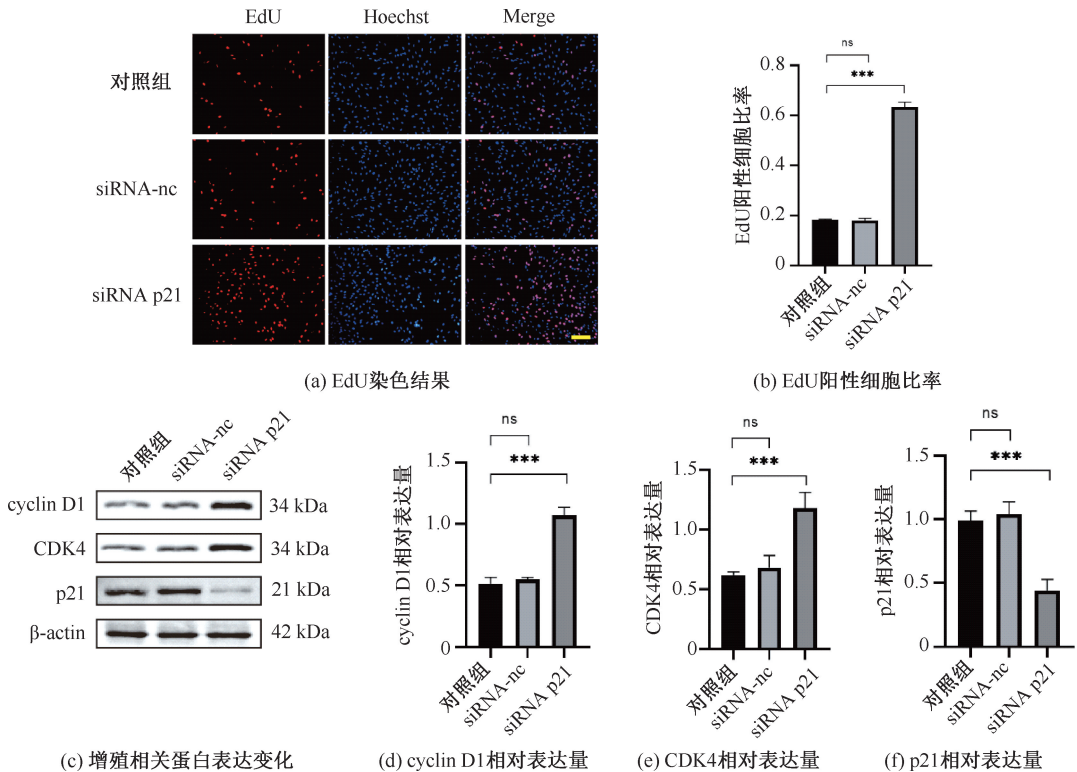 EdU Hoechst Merge
对照组
siRNA-nc
siRNA p21
(a) EdU染色结果
ns
***
EdU阳性细胞比率
0.8
0.6
0.4
0.2
0
对照组 siRNA-nc siRNA p21
(b) EdU阳性细胞比率
对照组 siRNA-nc siRNA p21
cyclin D1 34 kDa
CDK4 34 kDa
p21 21 kDa
β-actin 42 kDa
(c) 增殖相关蛋白表达变化
ns
***
cyclin D1相对表达量
1.5
1.0
0.5
0
对照组 siRNA-nc siRNA p21
(d) cyclin D1相对表达量
ns
***
CDK4相对表达量
1.5
1.0
0.5
0
对照组 siRNA-nc siRNA p21
(e) CDK4相对表达量
ns
***
p21相对表达量
1.5
1.0
0.5
0
对照组 siRNA-nc siRNA p21
(f) p21相对表达量